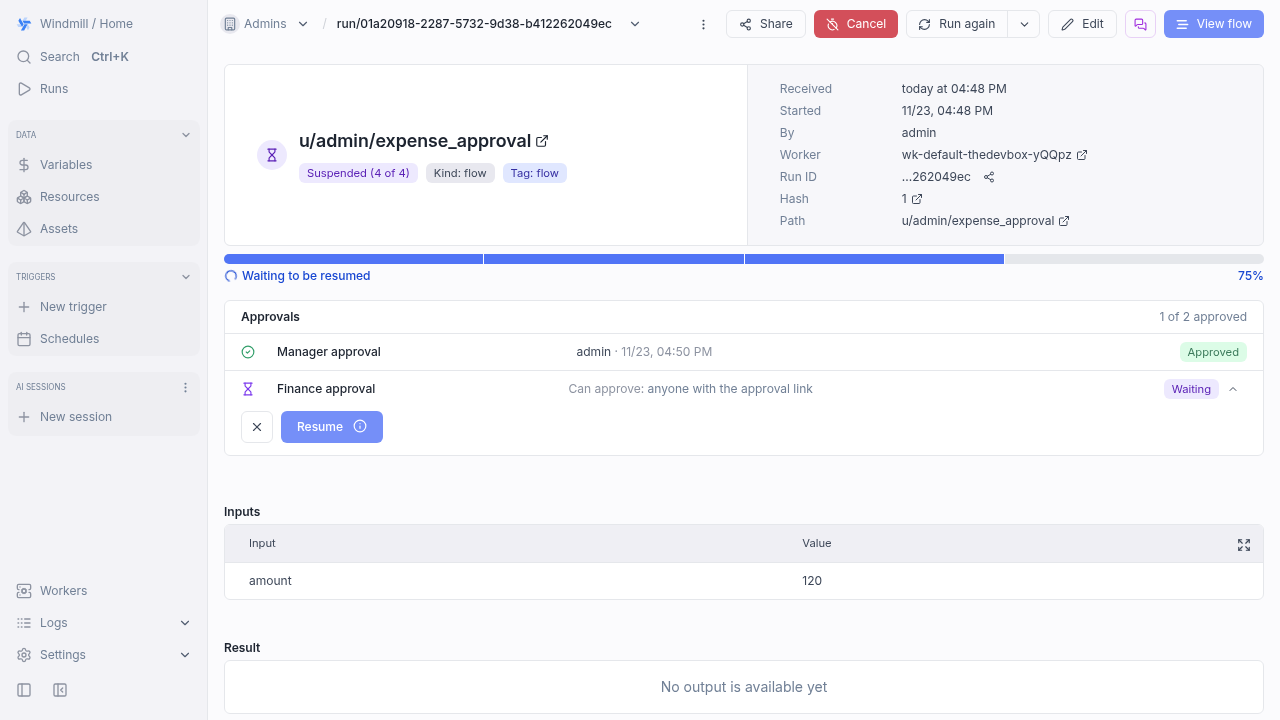 Windmill / Home
Search Ctrl+K
Runs
DATA
Variables
Resources
Assets
TRIGGERS
New trigger
Schedules
AI SESSIONS
New session
Workers
Logs
Settings
Admins / run/01a20918-2287-5732-9d38-b412262049ec
Share
Cancel
Run again
Edit
View flow
u/admin/expense_approval
Suspended (4 of 4) Kind: flow Tag: flow
Received today at 04:48 PM
Started 11/23, 04:48 PM
By admin
Worker wk-default-thedevbox-yQQpz
Run ID ...262049ec
Hash 1
Path u/admin/expense_approval
Waiting to be resumed 75%
Approvals 1 of 2 approved
Manager approval admin · 11/23, 04:50 PM Approved
Finance approval Can approve: anyone with the approval link Waiting
Resume
Inputs
Input Value
amount 120
Result
No output is available yet